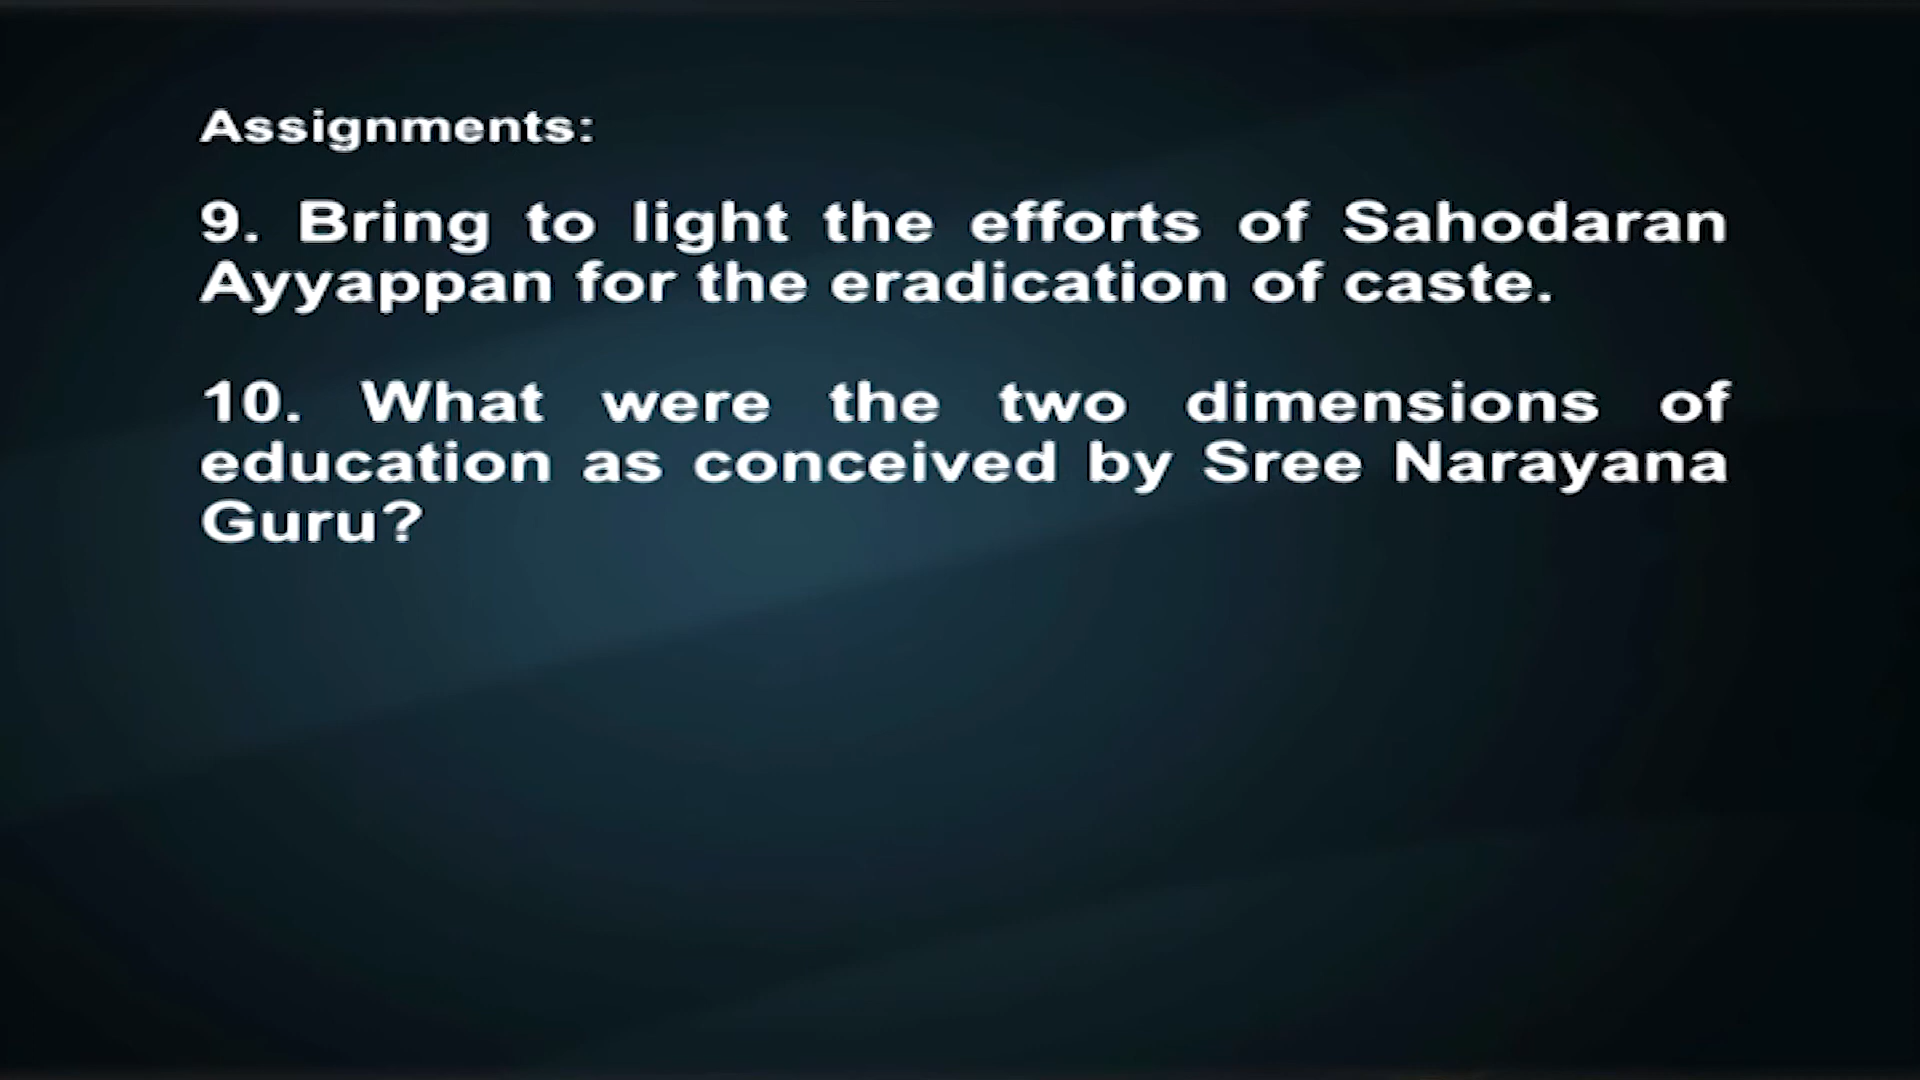 Assignments:
9. Bring to light the efforts of Sahodaran
Ayyappan for the eradication of caste.
10. What were the two dimensions of
education as conceived by Sree Narayana
Guru?